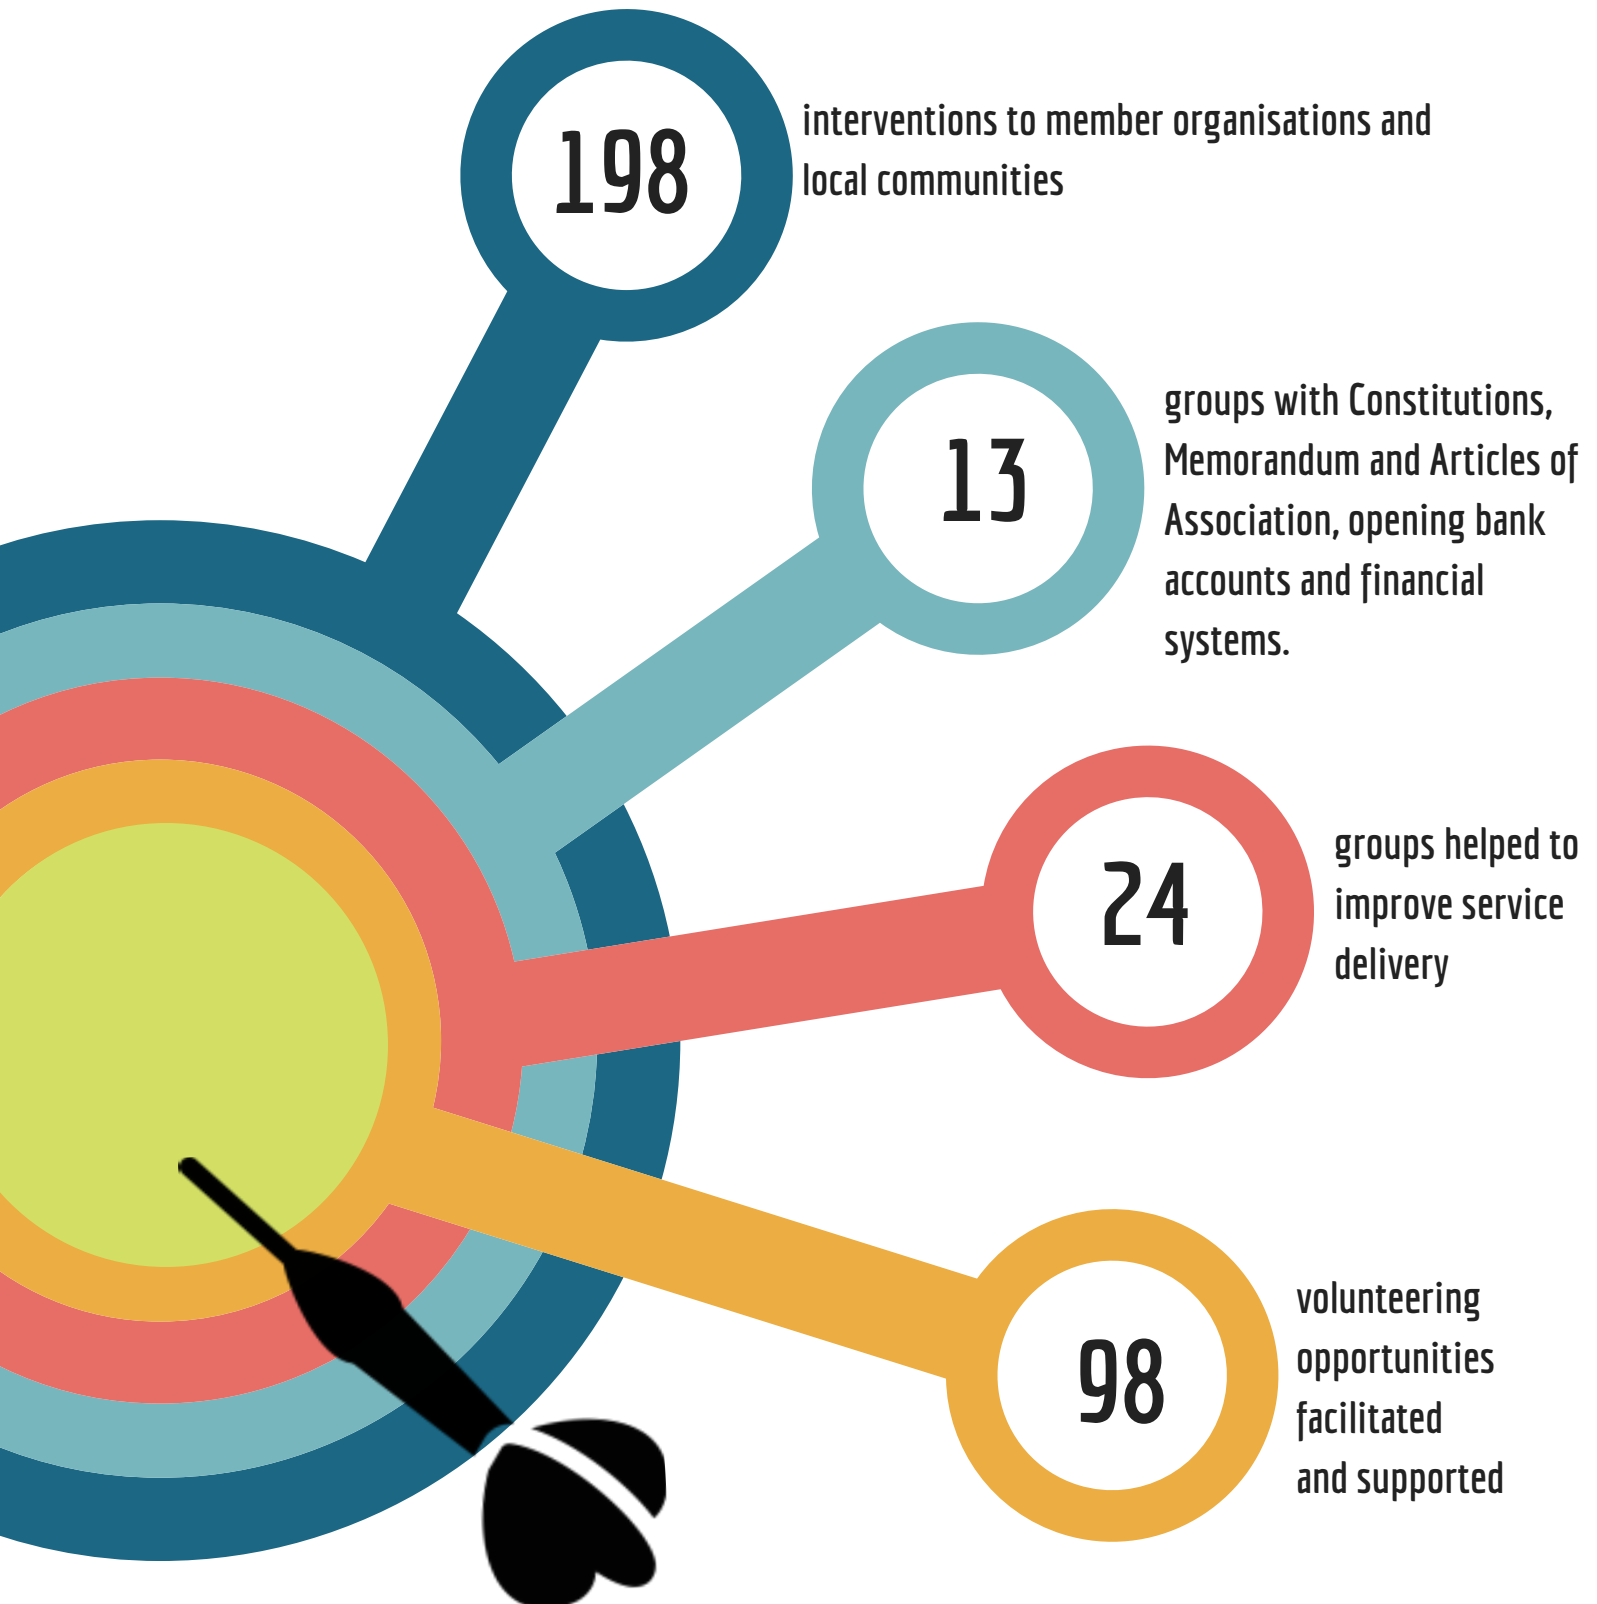 198
interventions to member organisations and
local communities
13
groups with Constitutions,
Memorandum and Articles of
Association, opening bank
accounts and financial
systems.
24
groups helped to
improve service
delivery
98
volunteering
opportunities
facilitated
and supported